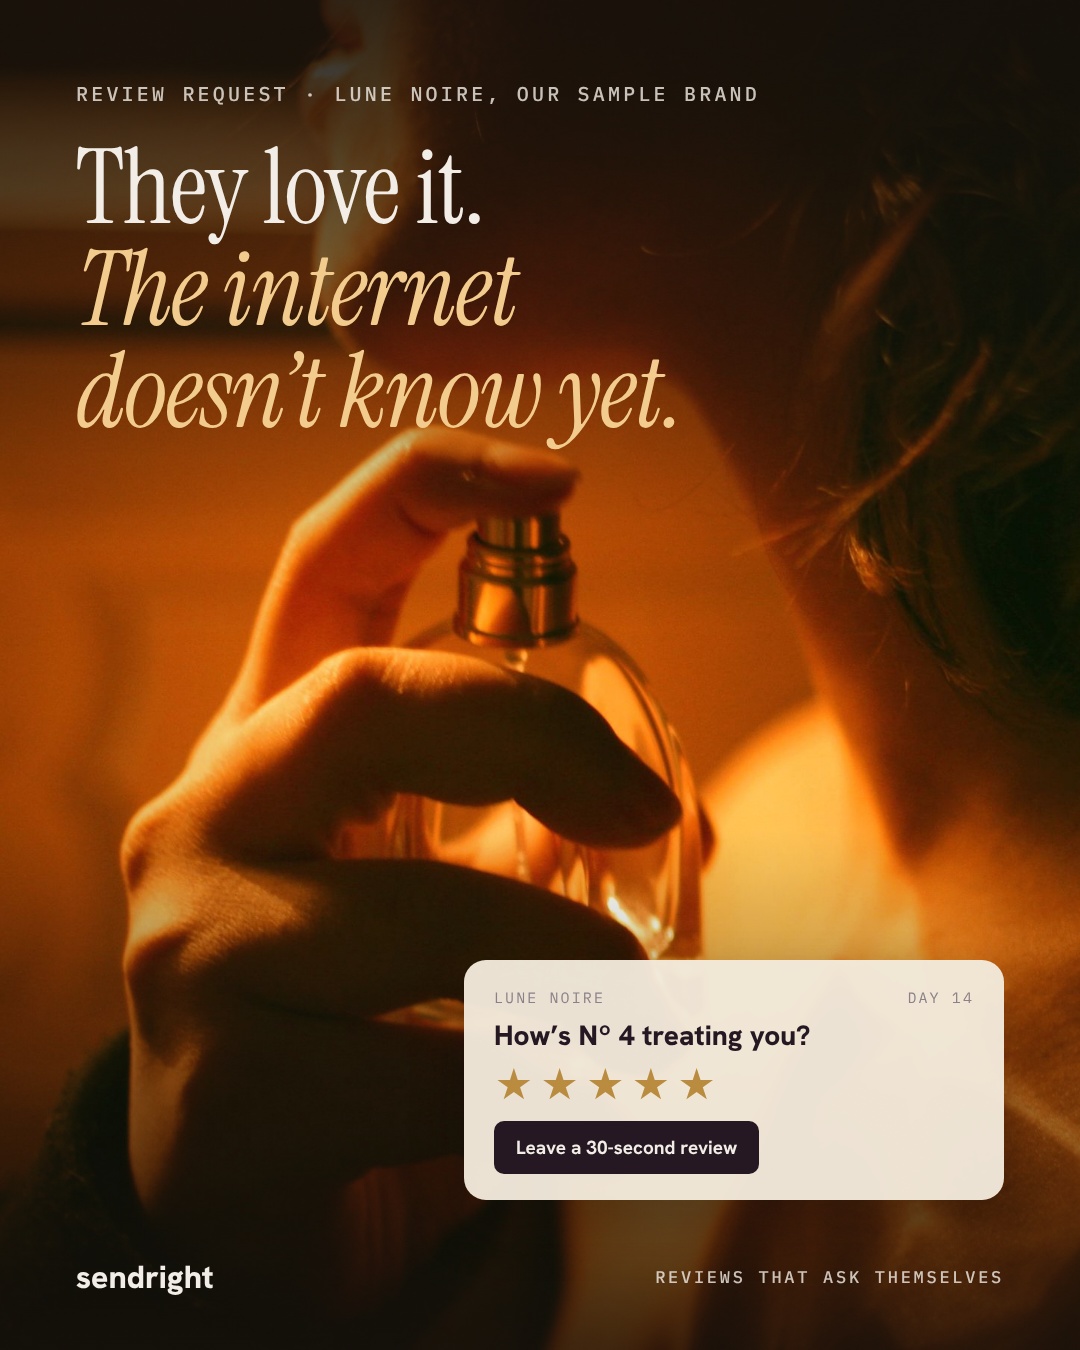 REVIEW REQUEST · LUNE NOIRE, OUR SAMPLE BRAND
They love it.
The internet
doesn’t know yet.
LUNE NOIRE DAY 14
How’s Nº 4 treating you?
★★★★★
Leave a 30-second review
sendright REVIEWS THAT ASK THEMSELVES